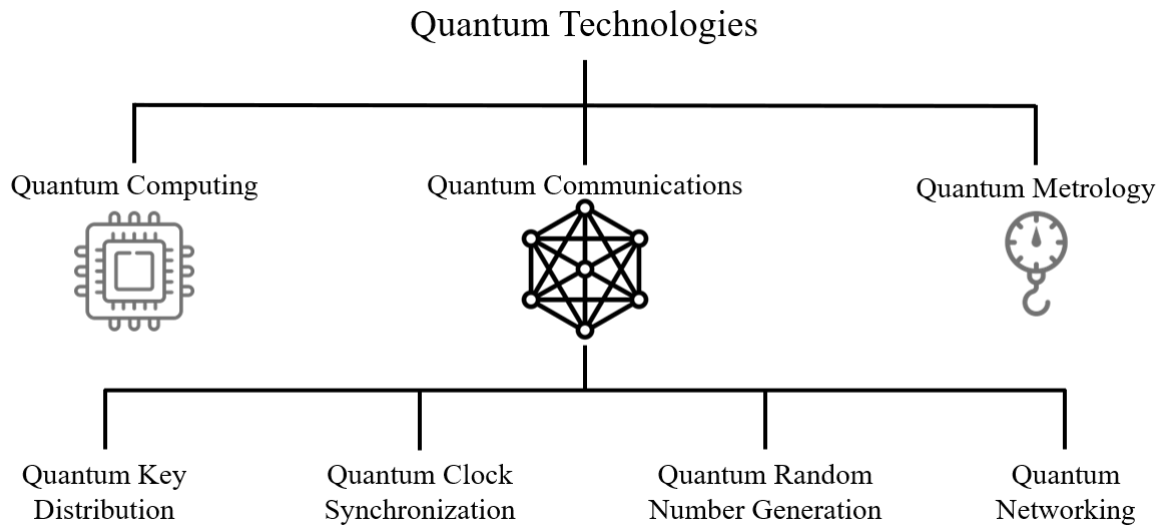 Quantum Technologies
Quantum Computing
Quantum Communications
Quantum Metrology
Quantum Key
Distribution
Quantum Clock
Synchronization
Quantum Random
Number Generation
Quantum
Networking